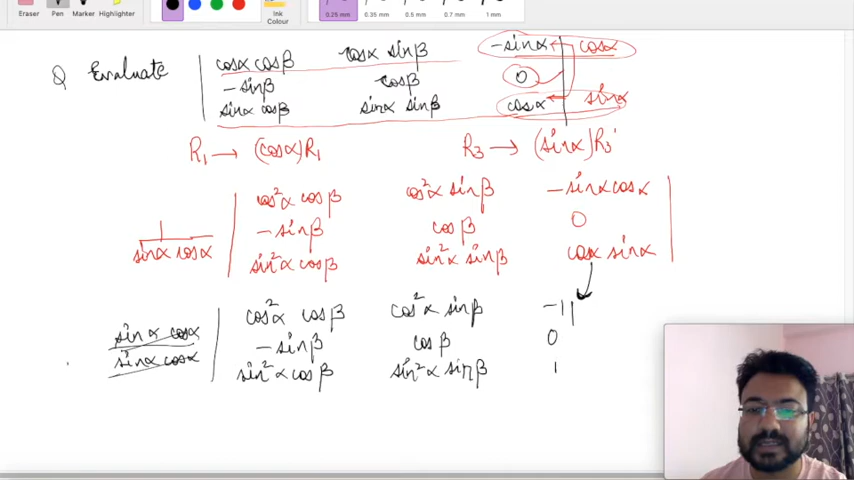 Eraser Pen Marker Highlighter Ink Colour 0.25 mm 0.35 mm 0.5 mm 0.7 mm 1 mm
Q Evaluate
cosα cosβ cosα sinβ -sinα cosα
-sinβ cosβ 0
sinα cosβ sinα sinβ cosα sinα
R₁ → (cosα)R₁ R₃ → (sinα)R₃'
cos²α cosβ cos²α sinβ -sinα cosα
-sinβ cosβ 0
1/(sinα cosα)
sin²α cosβ sin²α sinβ cosα sinα
cos²α cosβ cos²α sinβ -1
sinα cosα
-sinβ cosβ 0
sinα cosα
sin²α cosβ sin²α sinβ 1